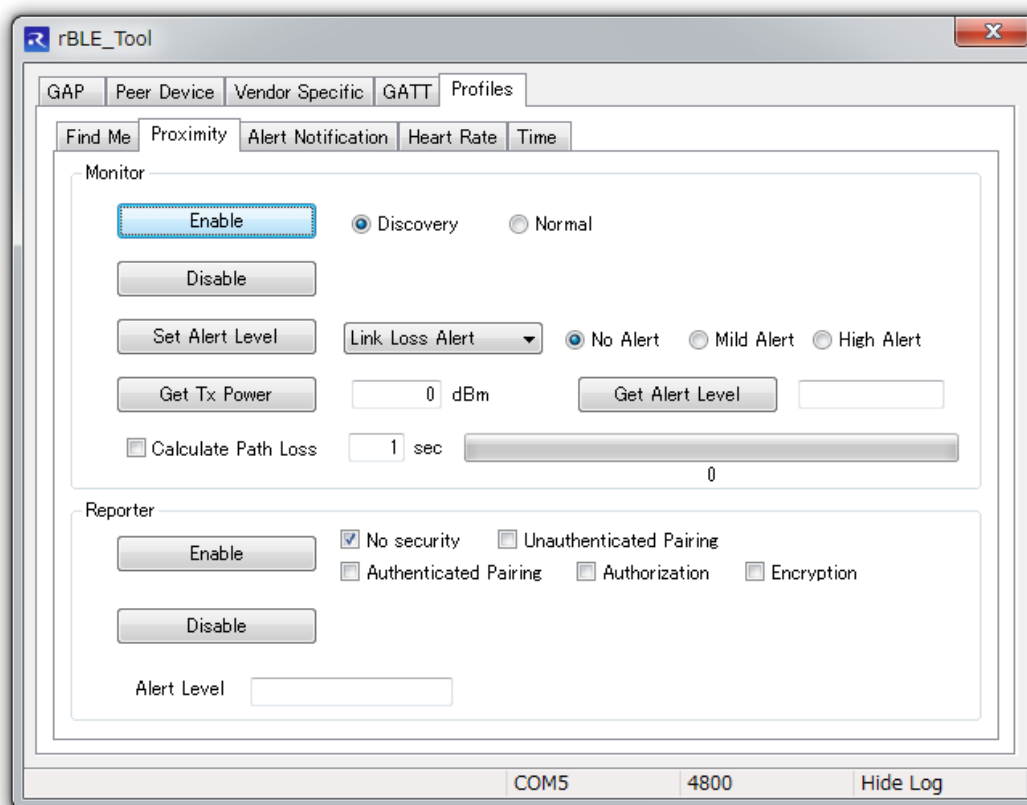 rBLE_Tool
GAP Peer Device Vendor Specific GATT Profiles
Find Me Proximity Alert Notification Heart Rate Time
Monitor
Enable Discovery Normal
Disable
Set Alert Level Link Loss Alert No Alert Mild Alert High Alert
Get Tx Power 0 dBm Get Alert Level
Calculate Path Loss 1 sec
0
Reporter
Enable No security Unauthenticated Pairing
Authenticated Pairing Authorization Encryption
Disable
Alert Level
COM5 4800 Hide Log